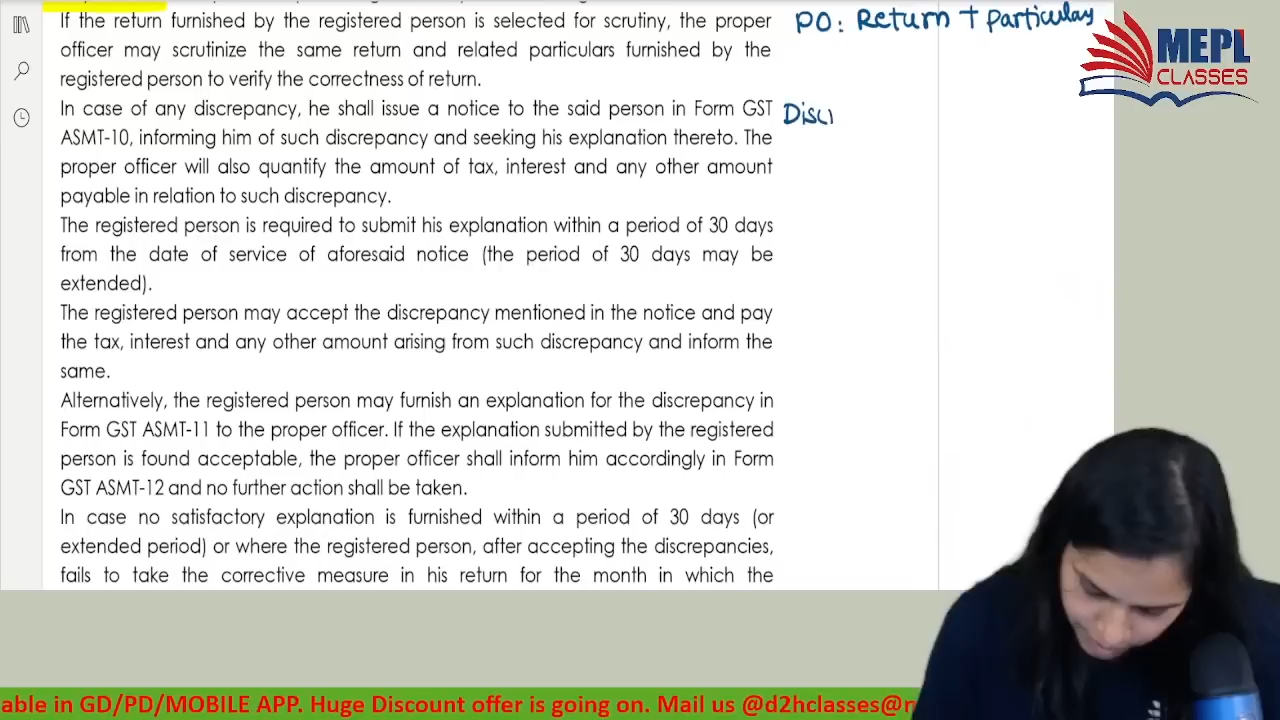 If the return furnished by the registered person is selected for scrutiny, the proper
officer may scrutinize the same return and related particulars furnished by the
registered person to verify the correctness of return.
In case of any discrepancy, he shall issue a notice to the said person in Form GST
ASMT-10, informing him of such discrepancy and seeking his explanation thereto. The
proper officer will also quantify the amount of tax, interest and any other amount
payable in relation to such discrepancy.
The registered person is required to submit his explanation within a period of 30 days
from the date of service of aforesaid notice (the period of 30 days may be
extended).
The registered person may accept the discrepancy mentioned in the notice and pay
the tax, interest and any other amount arising from such discrepancy and inform the
same.
Alternatively, the registered person may furnish an explanation for the discrepancy in
Form GST ASMT-11 to the proper officer. If the explanation submitted by the registered
person is found acceptable, the proper officer shall inform him accordingly in Form
GST ASMT-12 and no further action shall be taken.
In case no satisfactory explanation is furnished within a period of 30 days (or
extended period) or where the registered person, after accepting the discrepancies,
fails to take the corrective measure in his return for the month in which the
PO: Return + Particulars
MEPL
CLASSES
able in GD/PD/MOBILE APP. Huge Discount offer is going on. Mail us @d2hclasses@